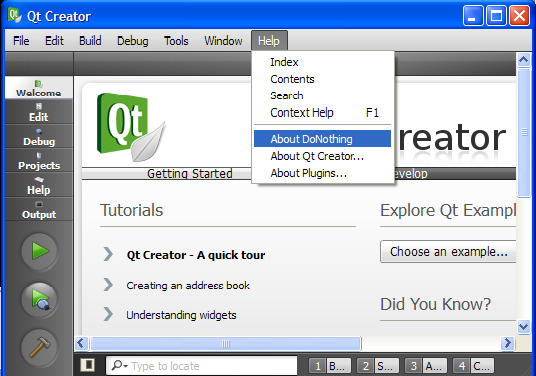 Qt Creator
File Edit Build Debug Tools Window Help
Index
Contents
Search
Context Help F1
About DoNothing
About Qt Creator...
About Plugins...
Welcome
Edit
Debug
Projects
Help
Output
Qt
reator
Getting Started
evelop
Tutorials
Qt Creator - A quick tour
Creating an address book
Understanding widgets
Explore Qt Examp
Choose an example...
Did You Know?
Type to locate
1 B... 2 S... 3 A... 4 C...